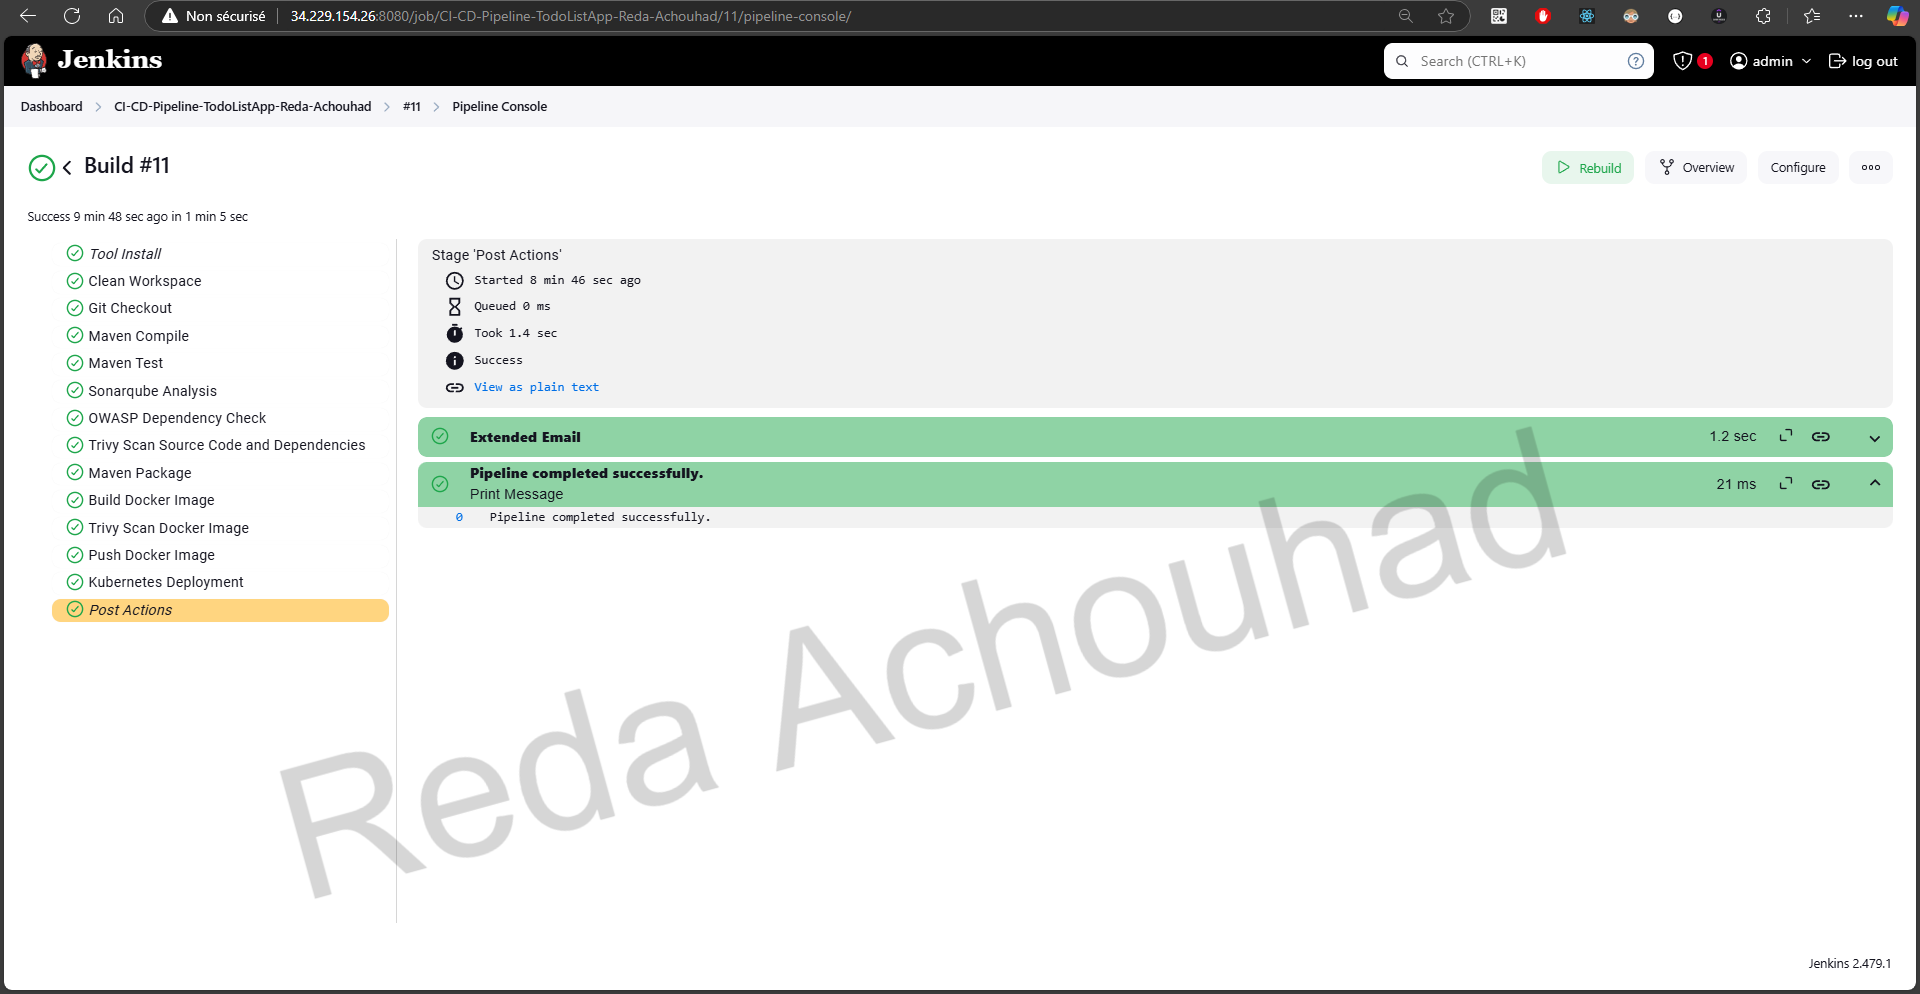 Non sécurisé
34.229.154.26:8080/job/CI-CD-Pipeline-TodoListApp-Reda-Achouhad/11/pipeline-console/
Jenkins
Search (CTRL+K)
?
1
admin
log out
Dashboard
CI-CD-Pipeline-TodoListApp-Reda-Achouhad
#11
Pipeline Console
Build #11
Rebuild
Overview
Configure
Success 9 min 48 sec ago in 1 min 5 sec
Tool Install
Clean Workspace
Git Checkout
Maven Compile
Maven Test
Sonarqube Analysis
OWASP Dependency Check
Trivy Scan Source Code and Dependencies
Maven Package
Build Docker Image
Trivy Scan Docker Image
Push Docker Image
Kubernetes Deployment
Post Actions
Stage 'Post Actions'
Started 8 min 46 sec ago
Queued 0 ms
Took 1.4 sec
Success
View as plain text
Extended Email
1.2 sec
Pipeline completed successfully.
Print Message
21 ms
0 Pipeline completed successfully.
Reda Achouhad
Jenkins 2.479.1